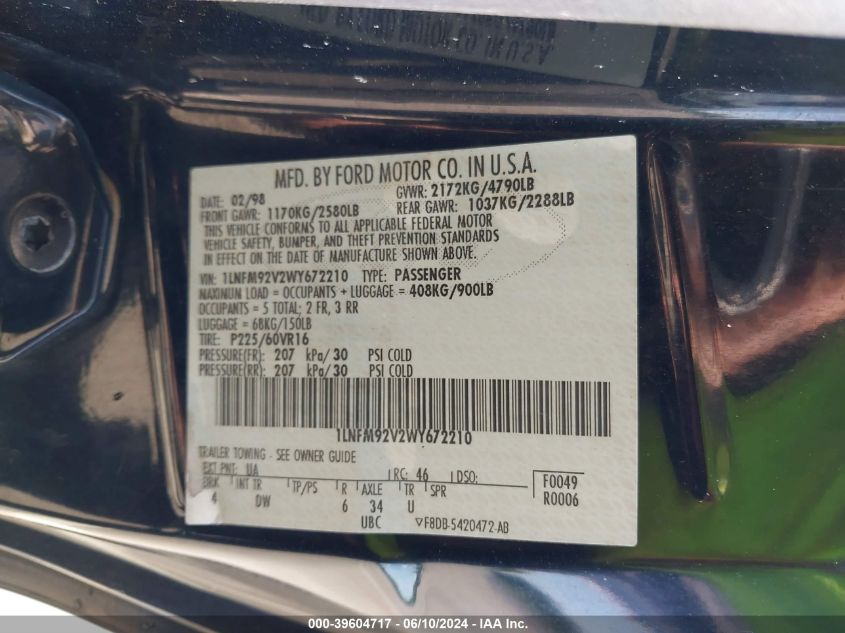 MFD. BY FORD MOTOR CO. IN U.S.A.
DATE: 02/98 GVWR: 2172KG/4790LB
FRONT GAWR: 1170KG/2580LB REAR GAWR: 1037KG/2288LB
THIS VEHICLE CONFORMS TO ALL APPLICABLE FEDERAL MOTOR
VEHICLE SAFETY, BUMPER, AND THEFT PREVENTION STANDARDS
IN EFFECT ON THE DATE OF MANUFACTURE SHOWN ABOVE.
VIN: 1LNFM92V2WY672210 TYPE: PASSENGER
MAXIMUM LOAD = OCCUPANTS + LUGGAGE = 408KG/900LB
OCCUPANTS = 5 TOTAL; 2 FR, 3 RR
LUGGAGE = 68KG/150LB
TIRE: P225/60VR16
PRESSURE(FR): 207 kPa/30 PSI COLD
PRESSURE(RR): 207 kPa/30 PSI COLD
1LNFM92V2WY672210
TRAILER TOWING - SEE OWNER GUIDE
EXT PNT: UA RC: 46 DSO: F0049
BRK INT TR TP/PS R AXLE TR SPR R0006
4 DW 6 34 U
UBC F8DB-5420472-AB
000-39604717 - 06/10/2024 - IAA Inc.